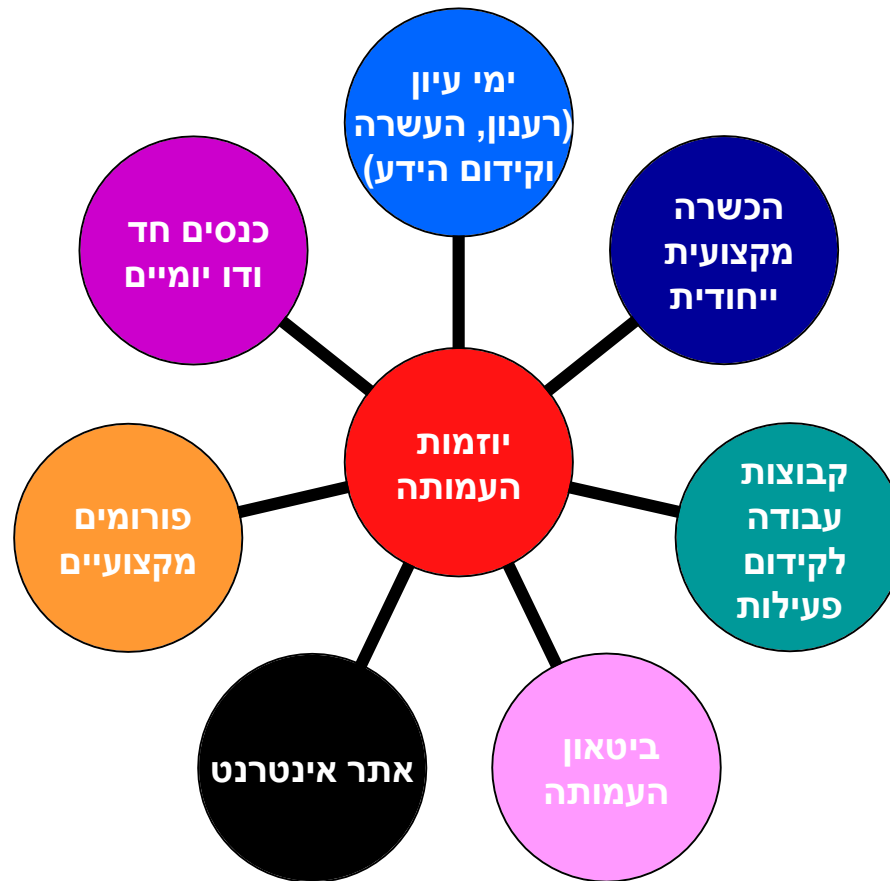 ימי עיון
(רענון, העשרה
וקידום הידע)
הכשרה
מקצועית
ייחודית
קבוצות
עבודה
לקידום
פעילות
ביטאון
העמותה
אתר אינטרנט
פורומים
מקצועיים
כנסים חד
ודו יומיים
יוזמות
העמותה